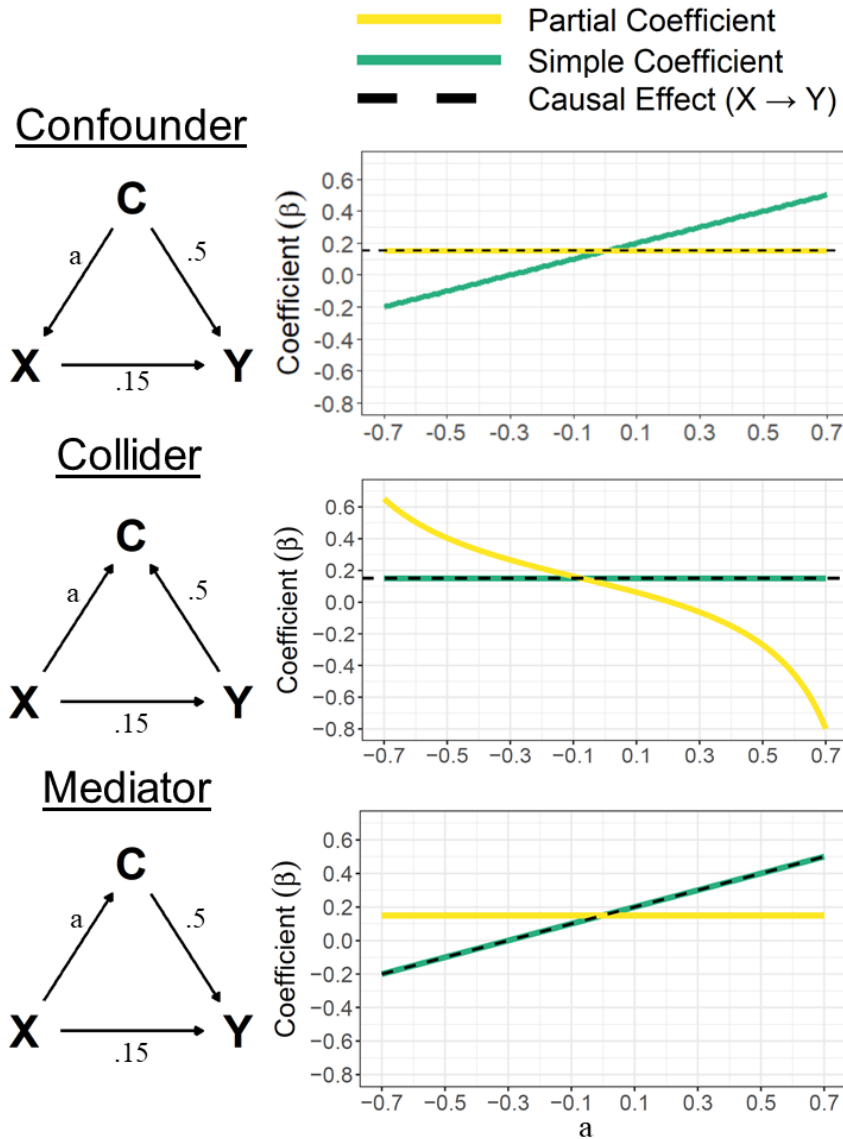 Partial Coefficient
Simple Coefficient
Causal Effect (X → Y)
Confounder
C
a
.5
X
Y
.15
Coefficient (β)
0.6
0.4
0.2
0.0
-0.2
-0.4
-0.6
-0.8
-0.7 -0.5 -0.3 -0.1 0.1 0.3 0.5 0.7
Collider
C
a
.5
X
Y
.15
Coefficient (β)
0.6
0.4
0.2
0.0
−0.2
−0.4
−0.6
−0.8
−0.7 −0.5 −0.3 −0.1 0.1 0.3 0.5 0.7
Mediator
C
a
.5
X
Y
.15
Coefficient (β)
0.6
0.4
0.2
0.0
−0.2
−0.4
−0.6
−0.8
−0.7 −0.5 −0.3 −0.1 0.1 0.3 0.5 0.7
a